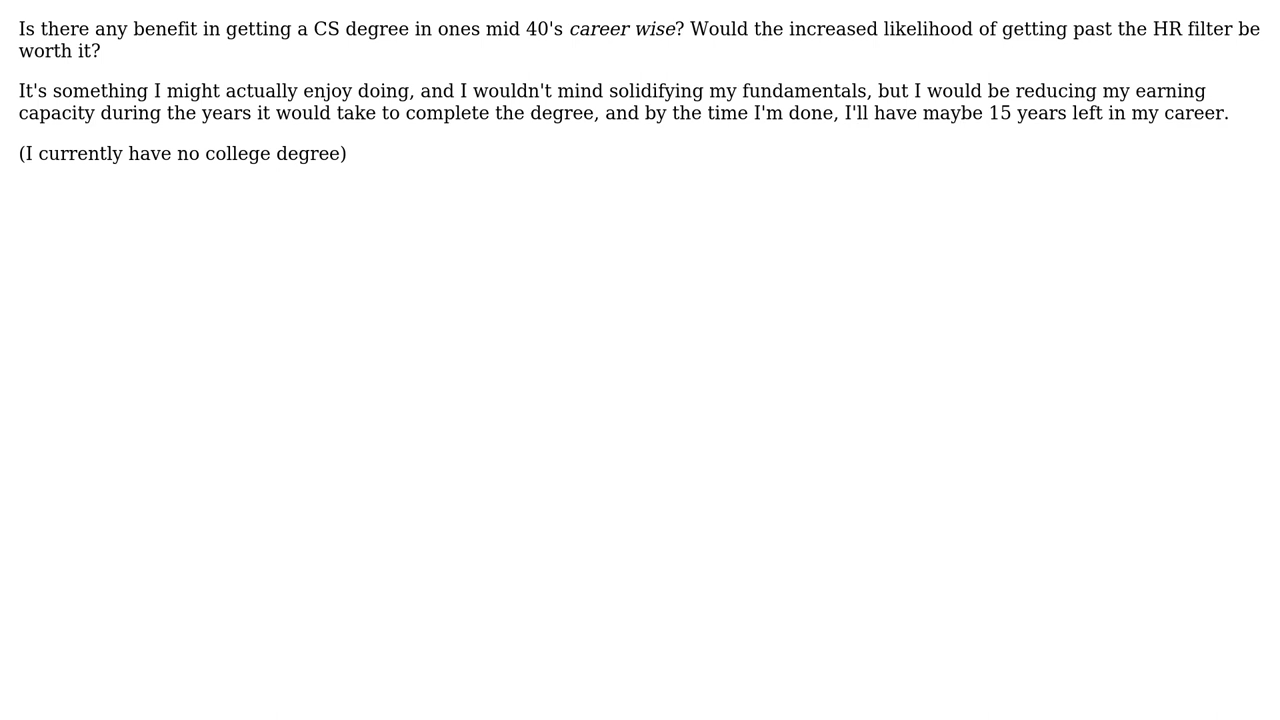 Is there any benefit in getting a CS degree in ones mid 40's career wise? Would the increased likelihood of getting past the HR filter be
worth it?
It's something I might actually enjoy doing, and I wouldn't mind solidifying my fundamentals, but I would be reducing my earning
capacity during the years it would take to complete the degree, and by the time I'm done, I'll have maybe 15 years left in my career.
(I currently have no college degree)